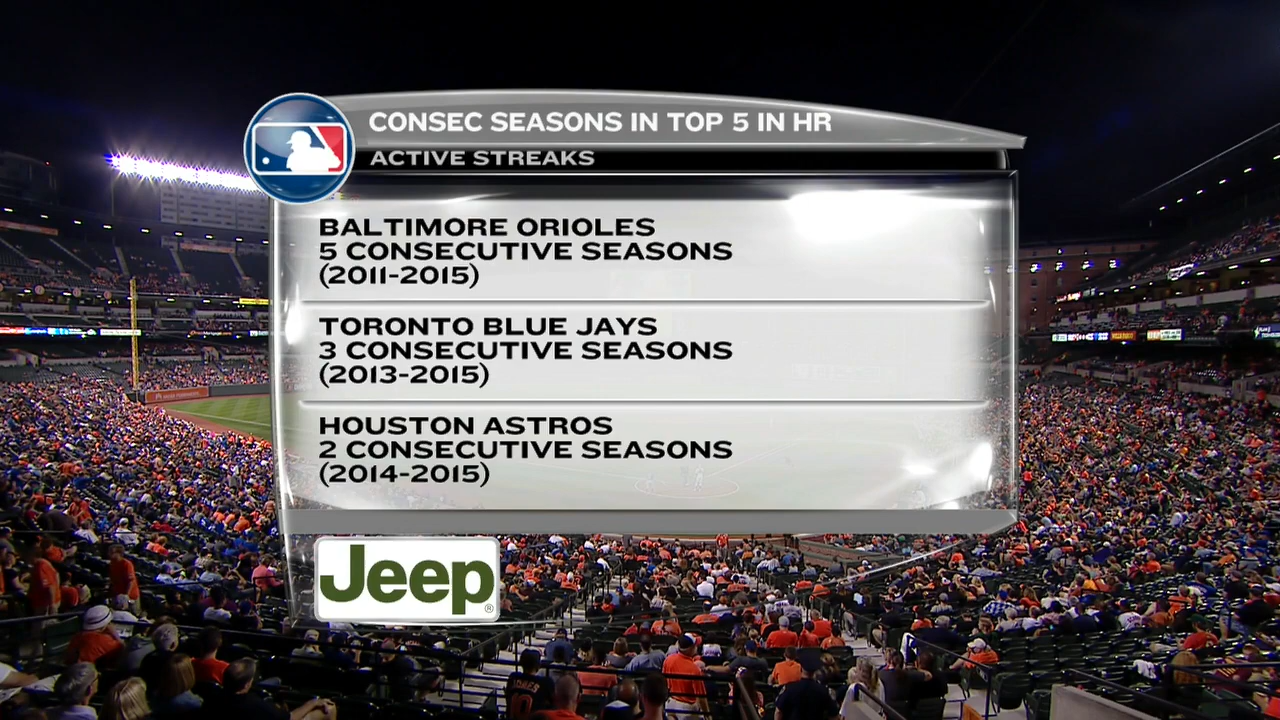 CONSEC SEASONS IN TOP 5 IN HR
ACTIVE STREAKS
BALTIMORE ORIOLES
5 CONSECUTIVE SEASONS
(2011-2015)
TORONTO BLUE JAYS
3 CONSECUTIVE SEASONS
(2013-2015)
HOUSTON ASTROS
2 CONSECUTIVE SEASONS
(2014-2015)
Jeep®